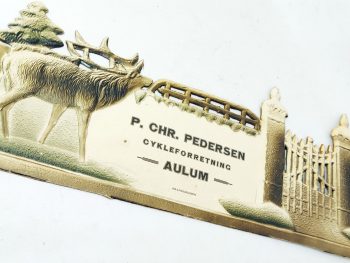 P. CHR. PEDERSEN
CYKLEFORRETNING
AULUM